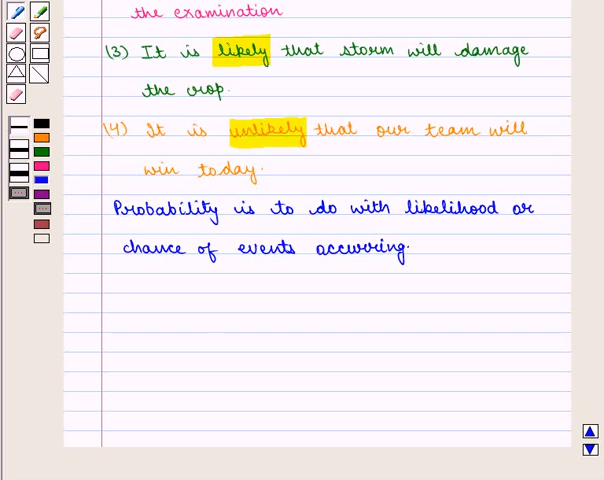 the examination
(3) It is likely that storm will damage
the crop.
(4) It is unlikely that our team will
win today.
Probability is to do with likelihood or
chance of events occurring.